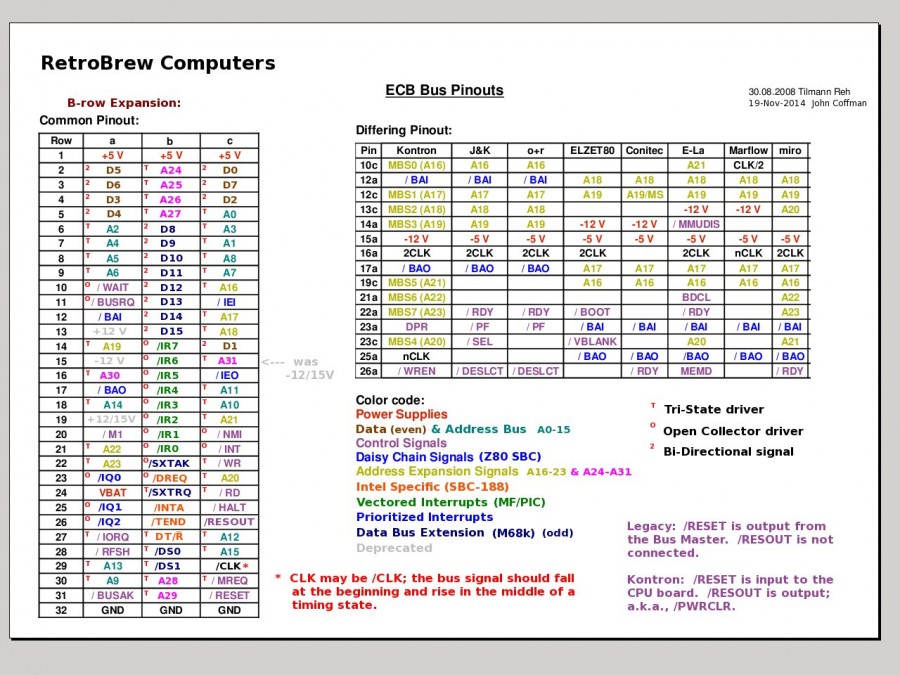 RetroBrew Computers
ECB Bus Pinouts
30.08.2008 Tilmann Reh
19-Nov-2014 John Coffman
B-row Expansion:
Common Pinout:
Row a b c
1 +5 V +5 V +5 V
2 2 D5 T A24 2 D0
3 2 D6 T A25 2 D7
4 2 D3 T A26 2 D2
5 2 D4 T A27 T A0
6 T A2 2 D8 T A3
7 T A4 2 D9 T A1
8 T A5 2 D10 T A8
9 T A6 2 D11 T A7
10 O / WAIT 2 D12 T A16
11 O / BUSRQ 2 D13 / IEI
12 / BAI 2 D14 T A17
13 +12 V 2 D15 T A18
14 T A19 O /IR7 2 D1
15 -12 V O /IR6 T A31 <--- was
16 T A30 O /IR5 / IEO -12/15V
17 / BAO O /IR4 T A11
18 T A14 O /IR3 T A10
19 +12/15V O /IR2 T A21
20 / M1 O /IR1 O / NMI
21 T A22 O /IR0 O / INT
22 T A23 O /SXTAK T / WR
23 O /IQ0 O /DREQ T A20
24 VBAT T /SXTRQ T / RD
25 O /IQ1 /INTA / HALT
26 O /IQ2 /TEND /RESOUT
27 T / IORQ T DT/R T A12
28 / RFSH T /DS0 T A15
29 T A13 T /DS1 /CLK *
30 T A9 T A28 T / MREQ
31 / BUSAK T A29 / RESET
32 GND GND GND
Differing Pinout:
Pin Kontron J&K o+r ELZET80 Conitec E-La Marflow miro
10c MBS0 (A16) A16 A16 A21 CLK/2
12a / BAI / BAI / BAI A18 A18 A18 A18 A18
12c MBS1 (A17) A17 A17 A19 A19/MS A19 A19 A19
13c MBS2 (A18) A18 A18 -12 V -12 V A20
14a MBS3 (A19) A19 A19 -12 V -12 V / MMUDIS
15a -12 V -5 V -5 V -5 V -5 V -5 V -5 V -5 V
16a 2CLK 2CLK 2CLK 2CLK 2CLK nCLK 2CLK
17a / BAO / BAO / BAO A17 A17 A17 A17 A17
19c MBS5 (A21) A16 A16 A16 A16 A16
21a MBS6 (A22) BDCL A22
22a MBS7 (A23) / RDY / RDY / BOOT / RDY A23
23a DPR / PF / PF / BAI / BAI / BAI / BAI / BAI
23c MBS4 (A20) / SEL / VBLANK A20 A21
25a nCLK /BAO / BAO /BAO / BAO / BAO
26a / WREN / DESLCT / DESLCT / RDY MEMD / RDY
Color code:
Power Supplies
Data (even) & Address Bus A0-15
Control Signals
Daisy Chain Signals (Z80 SBC)
Address Expansion Signals A16-23 & A24-A31
Intel Specific (SBC-188)
Vectored Interrupts (MF/PIC)
Prioritized Interrupts
Data Bus Extension (M68k) (odd)
Deprecated
T Tri-State driver
O Open Collector driver
2 Bi-Directional signal
* CLK may be /CLK; the bus signal should fall
at the beginning and rise in the middle of a
timing state.
Legacy: /RESET is output from
the Bus Master. /RESOUT is not
connected.
Kontron: /RESET is input to the
CPU board. /RESOUT is output;
a.k.a., /PWRCLR.